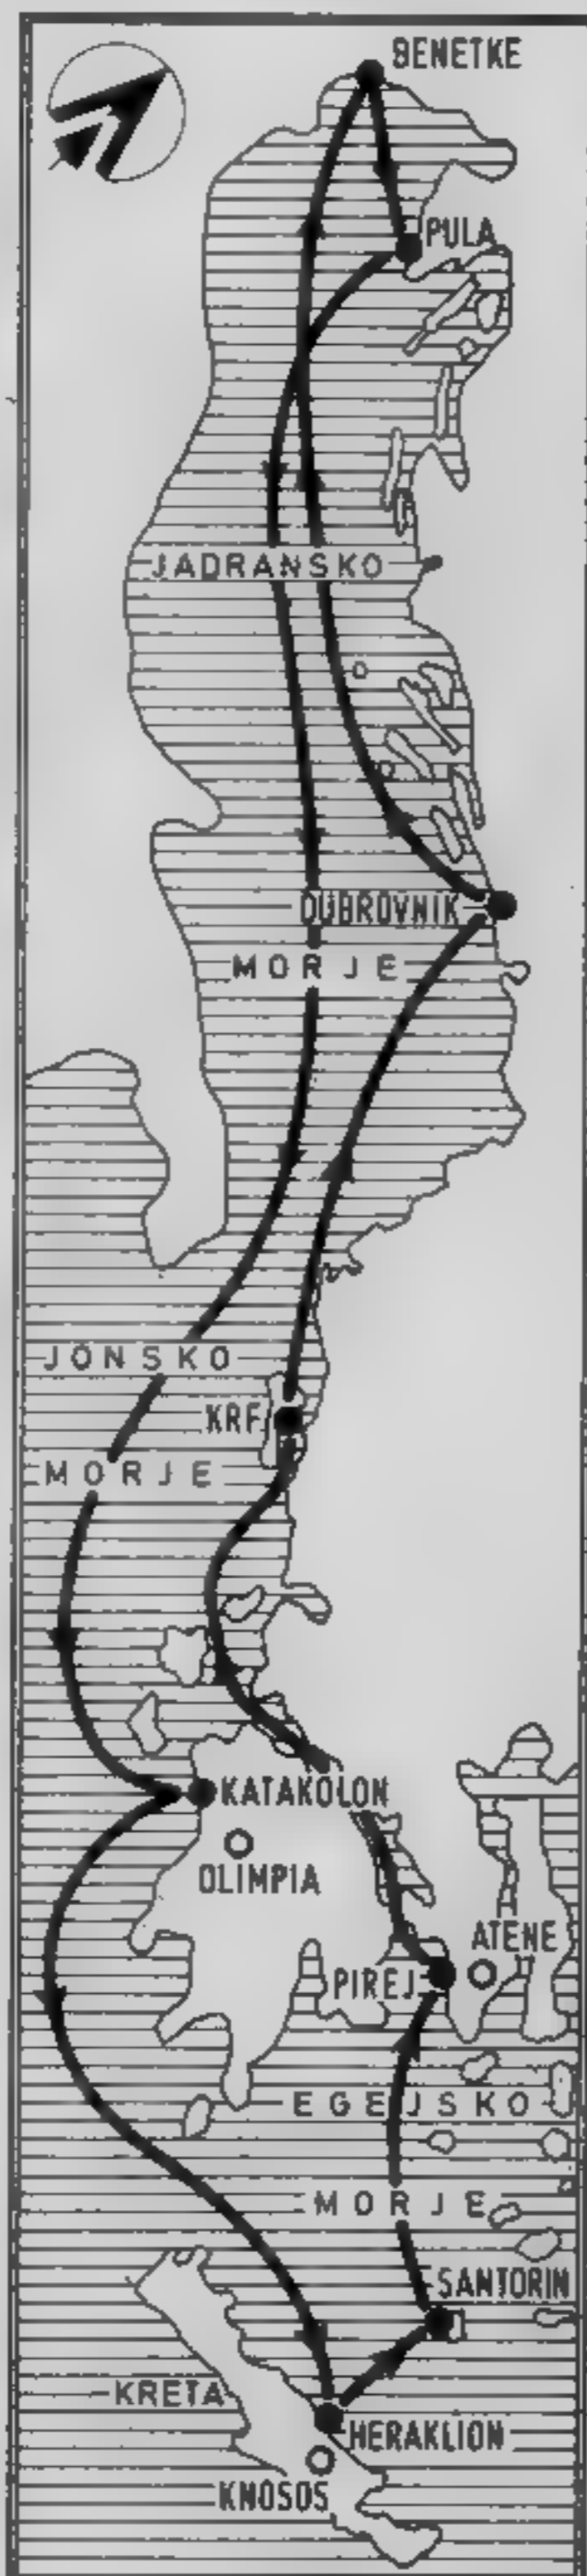 BENETKE
PULA
JADRANSKO
DUBROVNIK
MORJE
JONSKO
KRF
MORJE
KATAKOLON
OLIMPIA
ATENE
PIREJ
EGEJSKO
MORJE
SANTORIN
KRETA
HERAKLION
KNOSOS